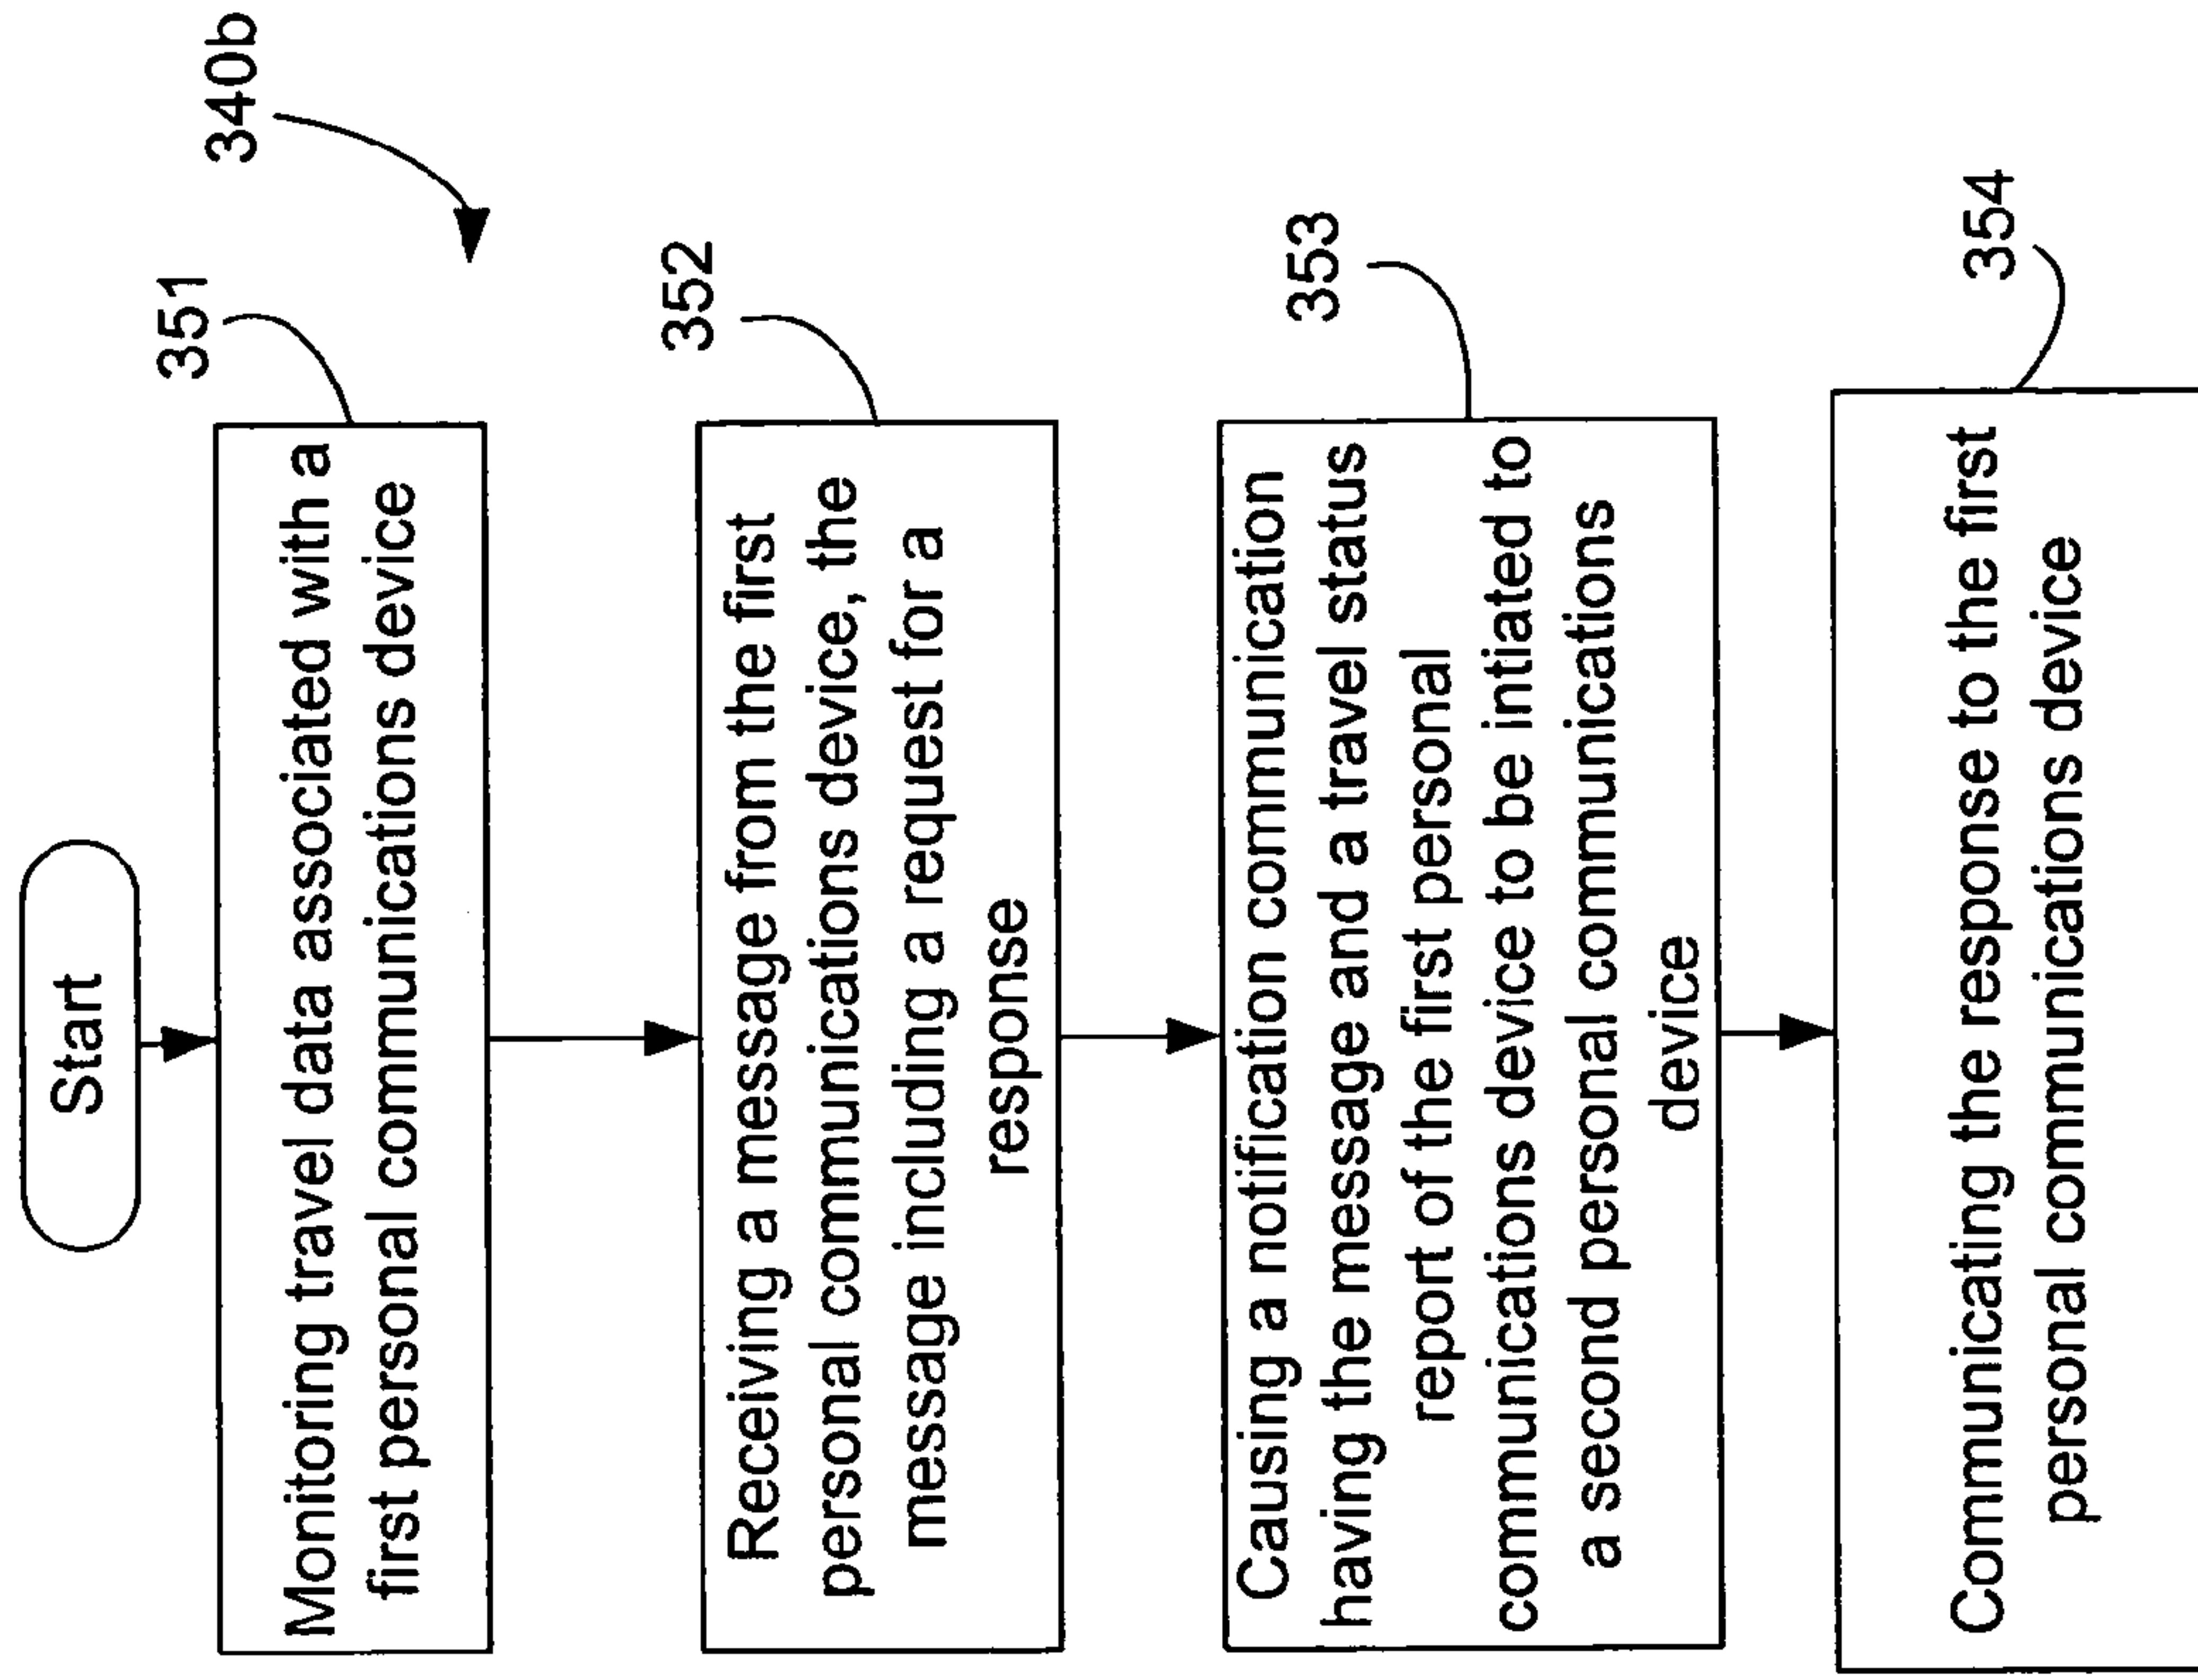 340b
Start
351
Monitoring travel data associated with a
first personal communications device
352
Receiving a message from the first
personal communications device, the
message including a request for a
response
353
Causing a notification communication
having the message and a travel status
report of the first personal
communications device to be intiated to
a second personal communications
device
354
Communicating the response to the first
personal communications device